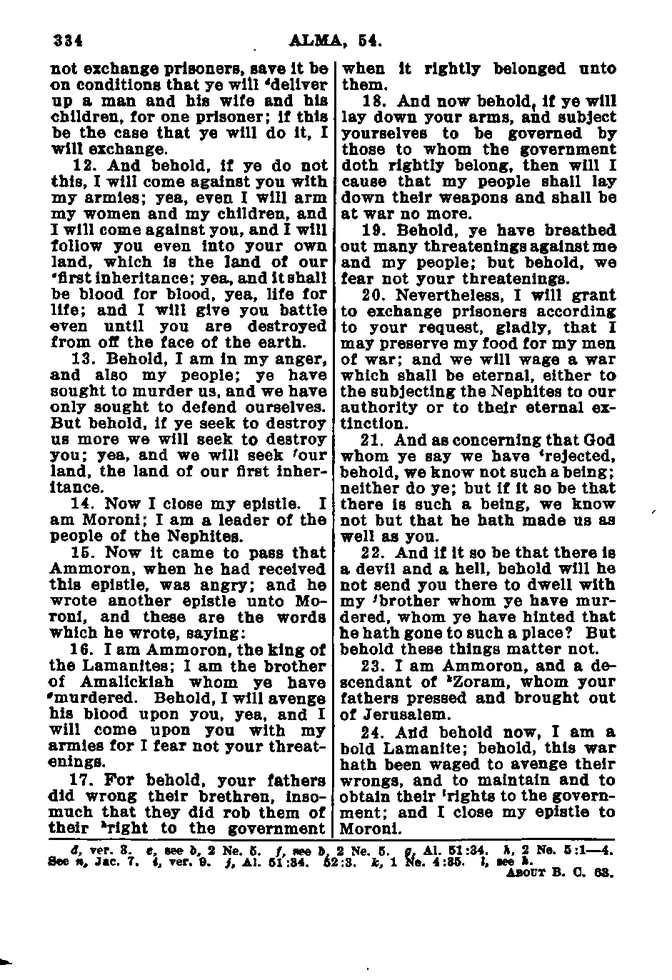 334
ALMA, 54.
not exchange prisoners, save it be
on conditions that ye will ᵈdeliver
up a man and his wife and his
children, for one prisoner; if this
be the case that ye will do it, I
will exchange.
12. And behold, if ye do not
this, I will come against you with
my armies; yea, even I will arm
my women and my children, and
I will come against you, and I will
follow you even into your own
land, which is the land of our
ᵉfirst inheritance; yea, and it shall
be blood for blood, yea, life for
life; and I will give you battle
even until you are destroyed
from off the face of the earth.
13. Behold, I am in my anger,
and also my people; ye have
sought to murder us, and we have
only sought to defend ourselves.
But behold, if ye seek to destroy
us more we will seek to destroy
you; yea, and we will seek ᶠour
land, the land of our first inher-
itance.
14. Now I close my epistle. I
am Moroni; I am a leader of the
people of the Nephites.
15. Now it came to pass that
Ammoron, when he had received
this epistle, was angry; and he
wrote another epistle unto Mo-
roni, and these are the words
which he wrote, saying:
16. I am Ammoron, the king of
the Lamanites; I am the brother
of Amalickiah whom ye have
ᵍmurdered. Behold, I will avenge
his blood upon you, yea, and I
will come upon you with my
armies for I fear not your threat-
enings.
17. For behold, your fathers
did wrong their brethren, inso-
much that they did rob them of
their ʰright to the government
when it rightly belonged unto
them.
18. And now behold, if ye will
lay down your arms, and subject
yourselves to be governed by
those to whom the government
doth rightly belong, then will I
cause that my people shall lay
down their weapons and shall be
at war no more.
19. Behold, ye have breathed
out many threatenings against me
and my people; but behold, we
fear not your threatenings.
20. Nevertheless, I will grant
to exchange prisoners according
to your request, gladly, that I
may preserve my food for my men
of war; and we will wage a war
which shall be eternal, either to
the subjecting the Nephites to our
authority or to their eternal ex-
tinction.
21. And as concerning that God
whom ye say we have ⁱrejected,
behold, we know not such a being;
neither do ye; but if it so be that
there is such a being, we know
not but that he hath made us as
well as you.
22. And if it so be that there is
a devil and a hell, behold will he
not send you there to dwell with
my ʲbrother whom ye have mur-
dered, whom ye have hinted that
he hath gone to such a place? But
behold these things matter not.
23. I am Ammoron, and a de-
scendant of ᵏZoram, whom your
fathers pressed and brought out
of Jerusalem.
24. And behold now, I am a
bold Lamanite; behold, this war
hath been waged to avenge their
wrongs, and to maintain and to
obtain their ˡrights to the govern-
ment; and I close my epistle to
Moroni.
d, ver. 3. e, see b, 2 Ne. 5. f, see b, 2 Ne. 5. g, Al. 51:34. h, 2 Ne. 5:1—4.
See n, Jac. 7. i, ver. 9. j, Al. 51:34. 52:3. k, 1 Ne. 4:35. l, see h.
ABOUT B. C. 63.